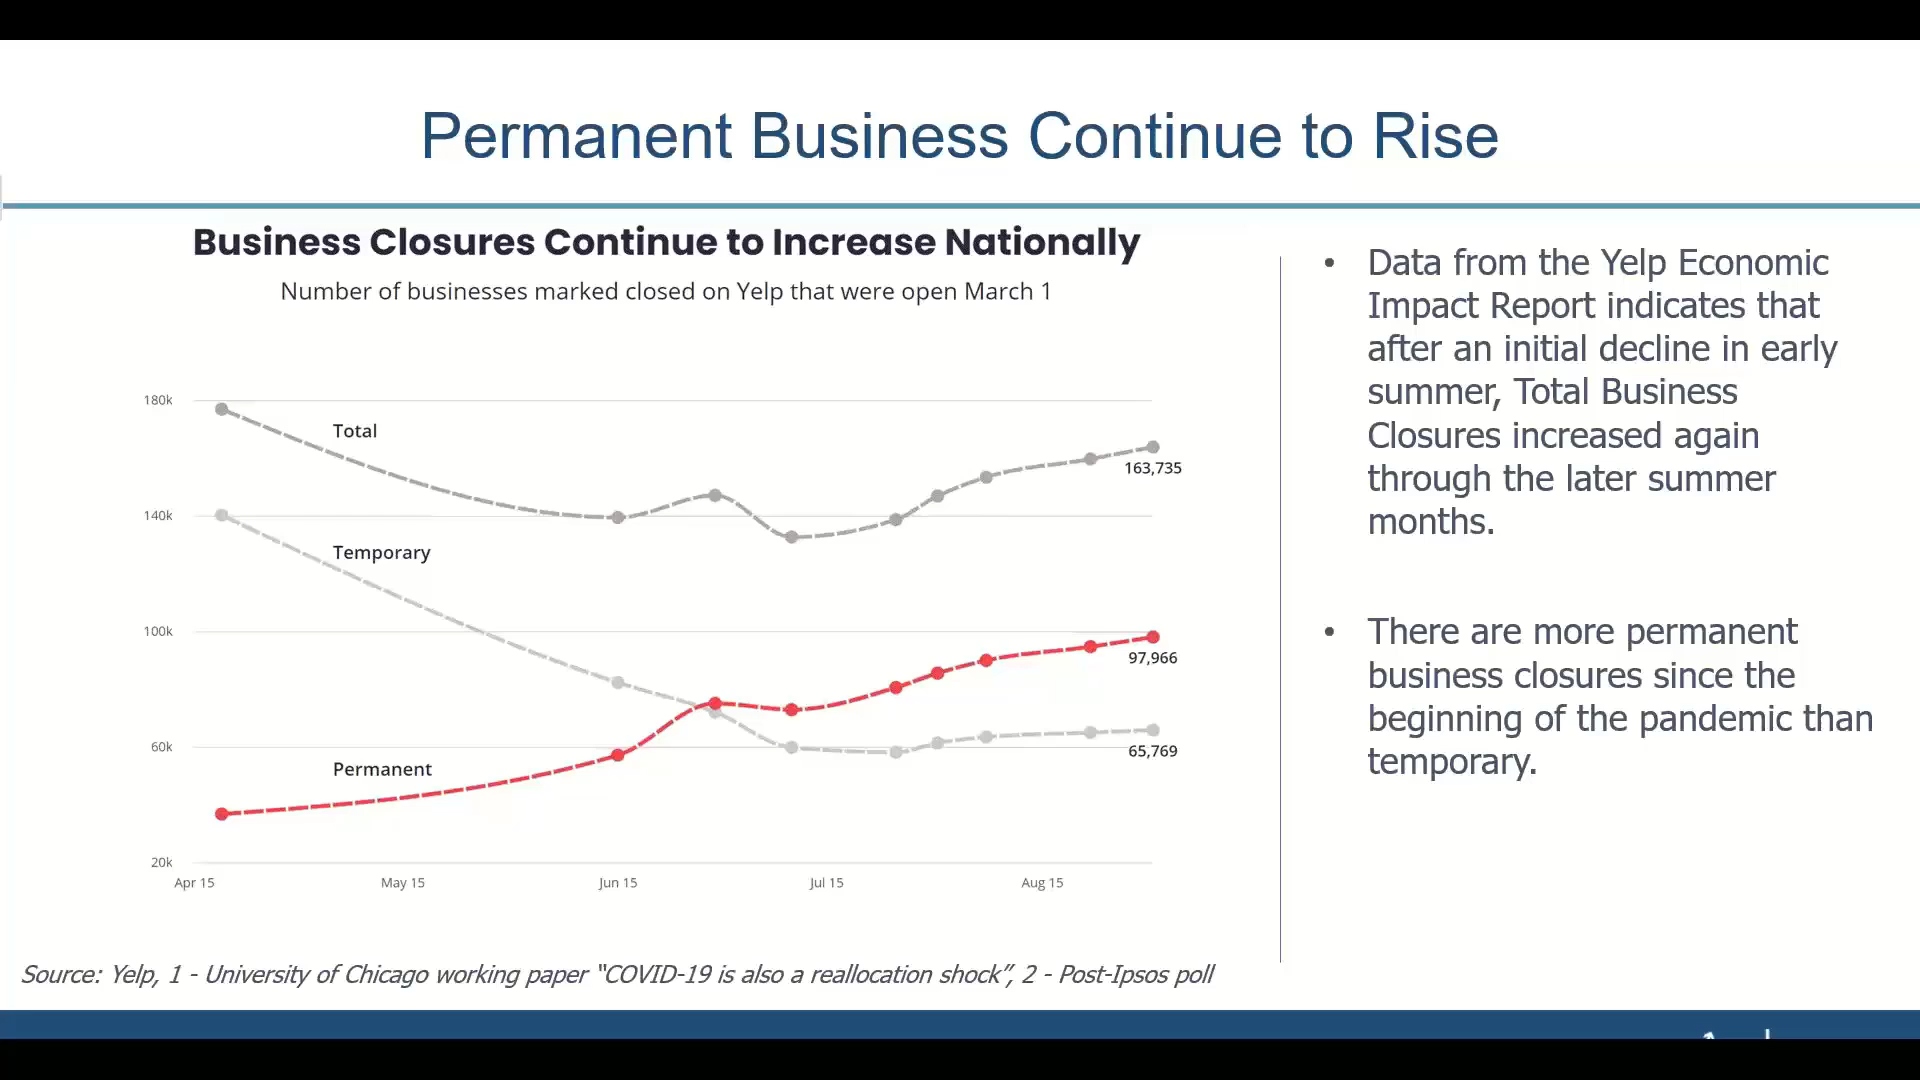 Permanent Business Continue to Rise
Business Closures Continue to Increase Nationally
Number of businesses marked closed on Yelp that were open March 1
180k
140k
100k
60k
20k
Total
Temporary
Permanent
163,735
97,966
65,769
Apr 15
May 15
Jun 15
Jul 15
Aug 15
• Data from the Yelp Economic
Impact Report indicates that
after an initial decline in early
summer, Total Business
Closures increased again
through the later summer
months.
• There are more permanent
business closures since the
beginning of the pandemic than
temporary.
Source: Yelp, 1 - University of Chicago working paper “COVID-19 is also a reallocation shock”, 2 - Post-Ipsos poll